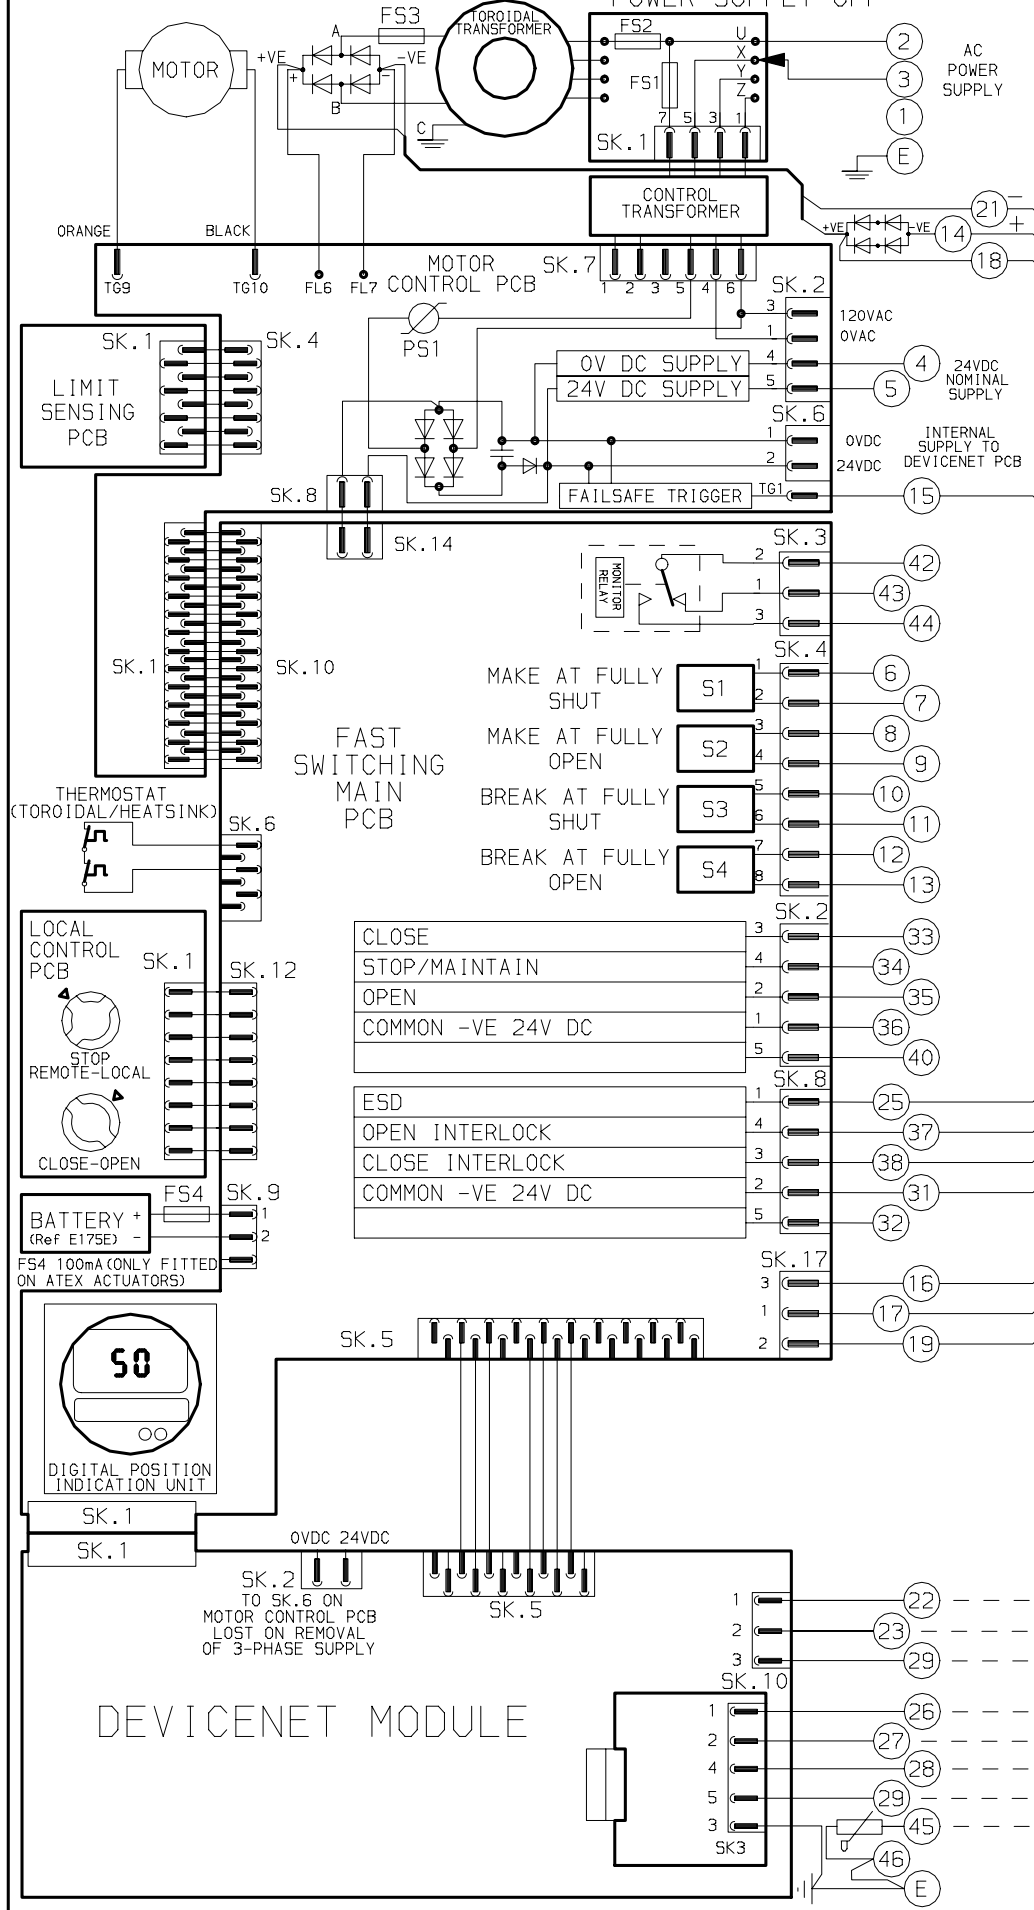 POWER SUPPLY OFF
FS3
TOROIDAL
TRANSFORMER
FS2
U
X
Y
Z
FS1
7 5 3 1
SK.1
2
3
1
E
AC
POWER
SUPPLY
MOTOR
A
B
+VE
-VE
+
-
C
CONTROL
TRANSFORMER
21 -
+
+VE
-VE
14
18
ORANGE
BLACK
TG9
TG10
FL6
FL7
MOTOR
CONTROL PCB
SK.7
1 2 3 5 4 6
PS1
SK.2
3
120VAC
1
0VAC
0V DC SUPPLY
4
4
24V DC SUPPLY
5
5
24VDC
NOMINAL
SUPPLY
SK.6
1
0VDC
2
24VDC
INTERNAL
SUPPLY TO
DEVICENET PCB
FAILSAFE TRIGGER
TG1
15
SK.1
SK.4
LIMIT
SENSING
PCB
SK.8
SK.14
SK.3
MONITOR
RELAY
2
42
1
43
3
44
SK.1
SK.10
SK.4
MAKE AT FULLY
SHUT
S1
1
6
2
7
MAKE AT FULLY
OPEN
S2
3
8
4
9
BREAK AT FULLY
SHUT
S3
5
10
6
11
BREAK AT FULLY
OPEN
S4
7
12
8
13
FAST
SWITCHING
MAIN
PCB
THERMOSTAT
(TOROIDAL/HEATSINK)
SK.6
SK.2
CLOSE
3
33
STOP/MAINTAIN
4
34
OPEN
2
35
COMMON -VE 24V DC
1
36
5
40
LOCAL
CONTROL
PCB
SK.1
SK.12
STOP
REMOTE-LOCAL
CLOSE-OPEN
SK.8
ESD
1
25
OPEN INTERLOCK
4
37
CLOSE INTERLOCK
3
38
COMMON -VE 24V DC
2
31
5
32
FS4
SK.9
BATTERY +
(Ref E175E) -
1
2
FS4 100mA(ONLY FITTED
ON ATEX ACTUATORS)
SK.17
3
16
1
17
2
19
SK.5
50
DIGITAL POSITION
INDICATION UNIT
SK.1
SK.1
0VDC 24VDC
SK.2
TO SK.6 ON
MOTOR CONTROL PCB
LOST ON REMOVAL
OF 3-PHASE SUPPLY
SK.5
1
22
2
23
3
29
SK.10
DEVICENET MODULE
1
26
2
27
4
28
5
29
3
45
SK3
U
46
E